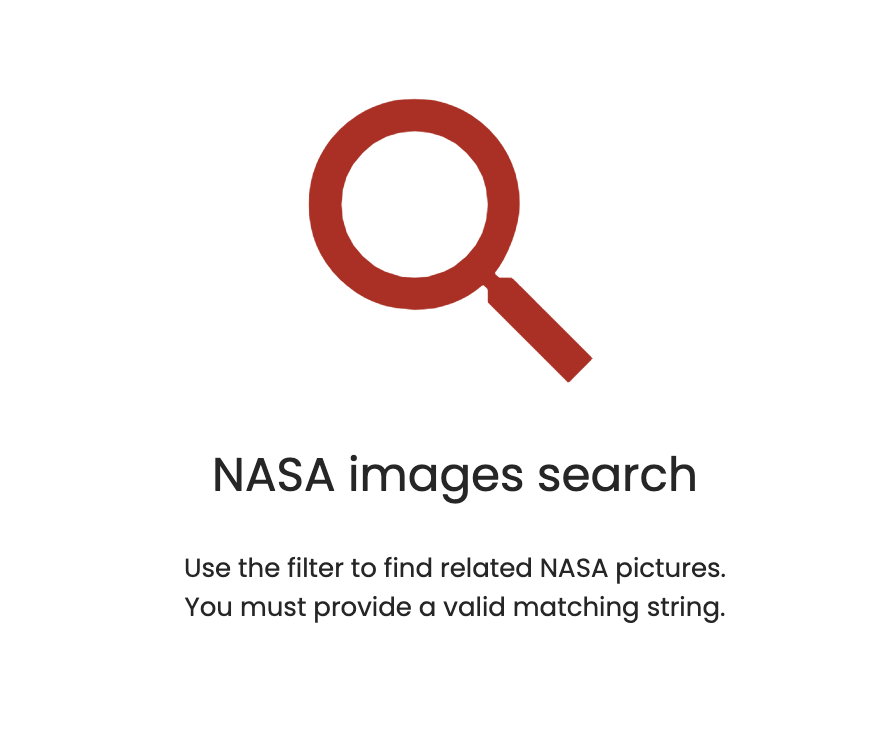 NASA images search
Use the filter to find related NASA pictures.
You must provide a valid matching string.